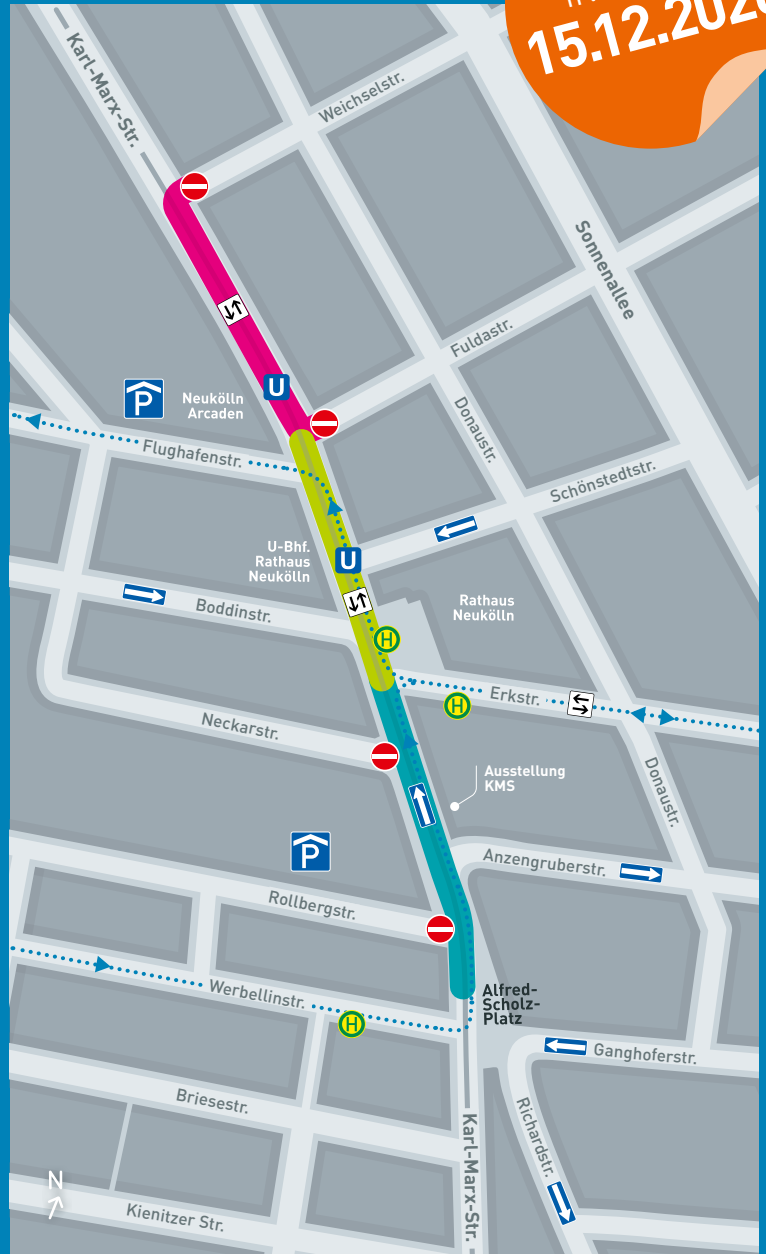 15.12.202
Karl-Marx-Str.
Weichselstr.
Sonnenallee
Fuldastr.
U
P
Neukölln
Arcaden
Donaustr.
Flughafenstr.
Schönstedtstr.
U-Bhf.
Rathaus
Neukölln
U
Rathaus
Neukölln
Boddinstr.
H
Erkstr.
H
Neckarstr.
Ausstellung
KMS
Donaustr.
P
Anzengruberstr.
Rollbergstr.
Alfred-
Scholz-
Platz
Werbellinstr.
H
Ganghoferstr.
Briesestr.
Richardstr.
Karl-Marx-Str.
N
Kienitzer Str.